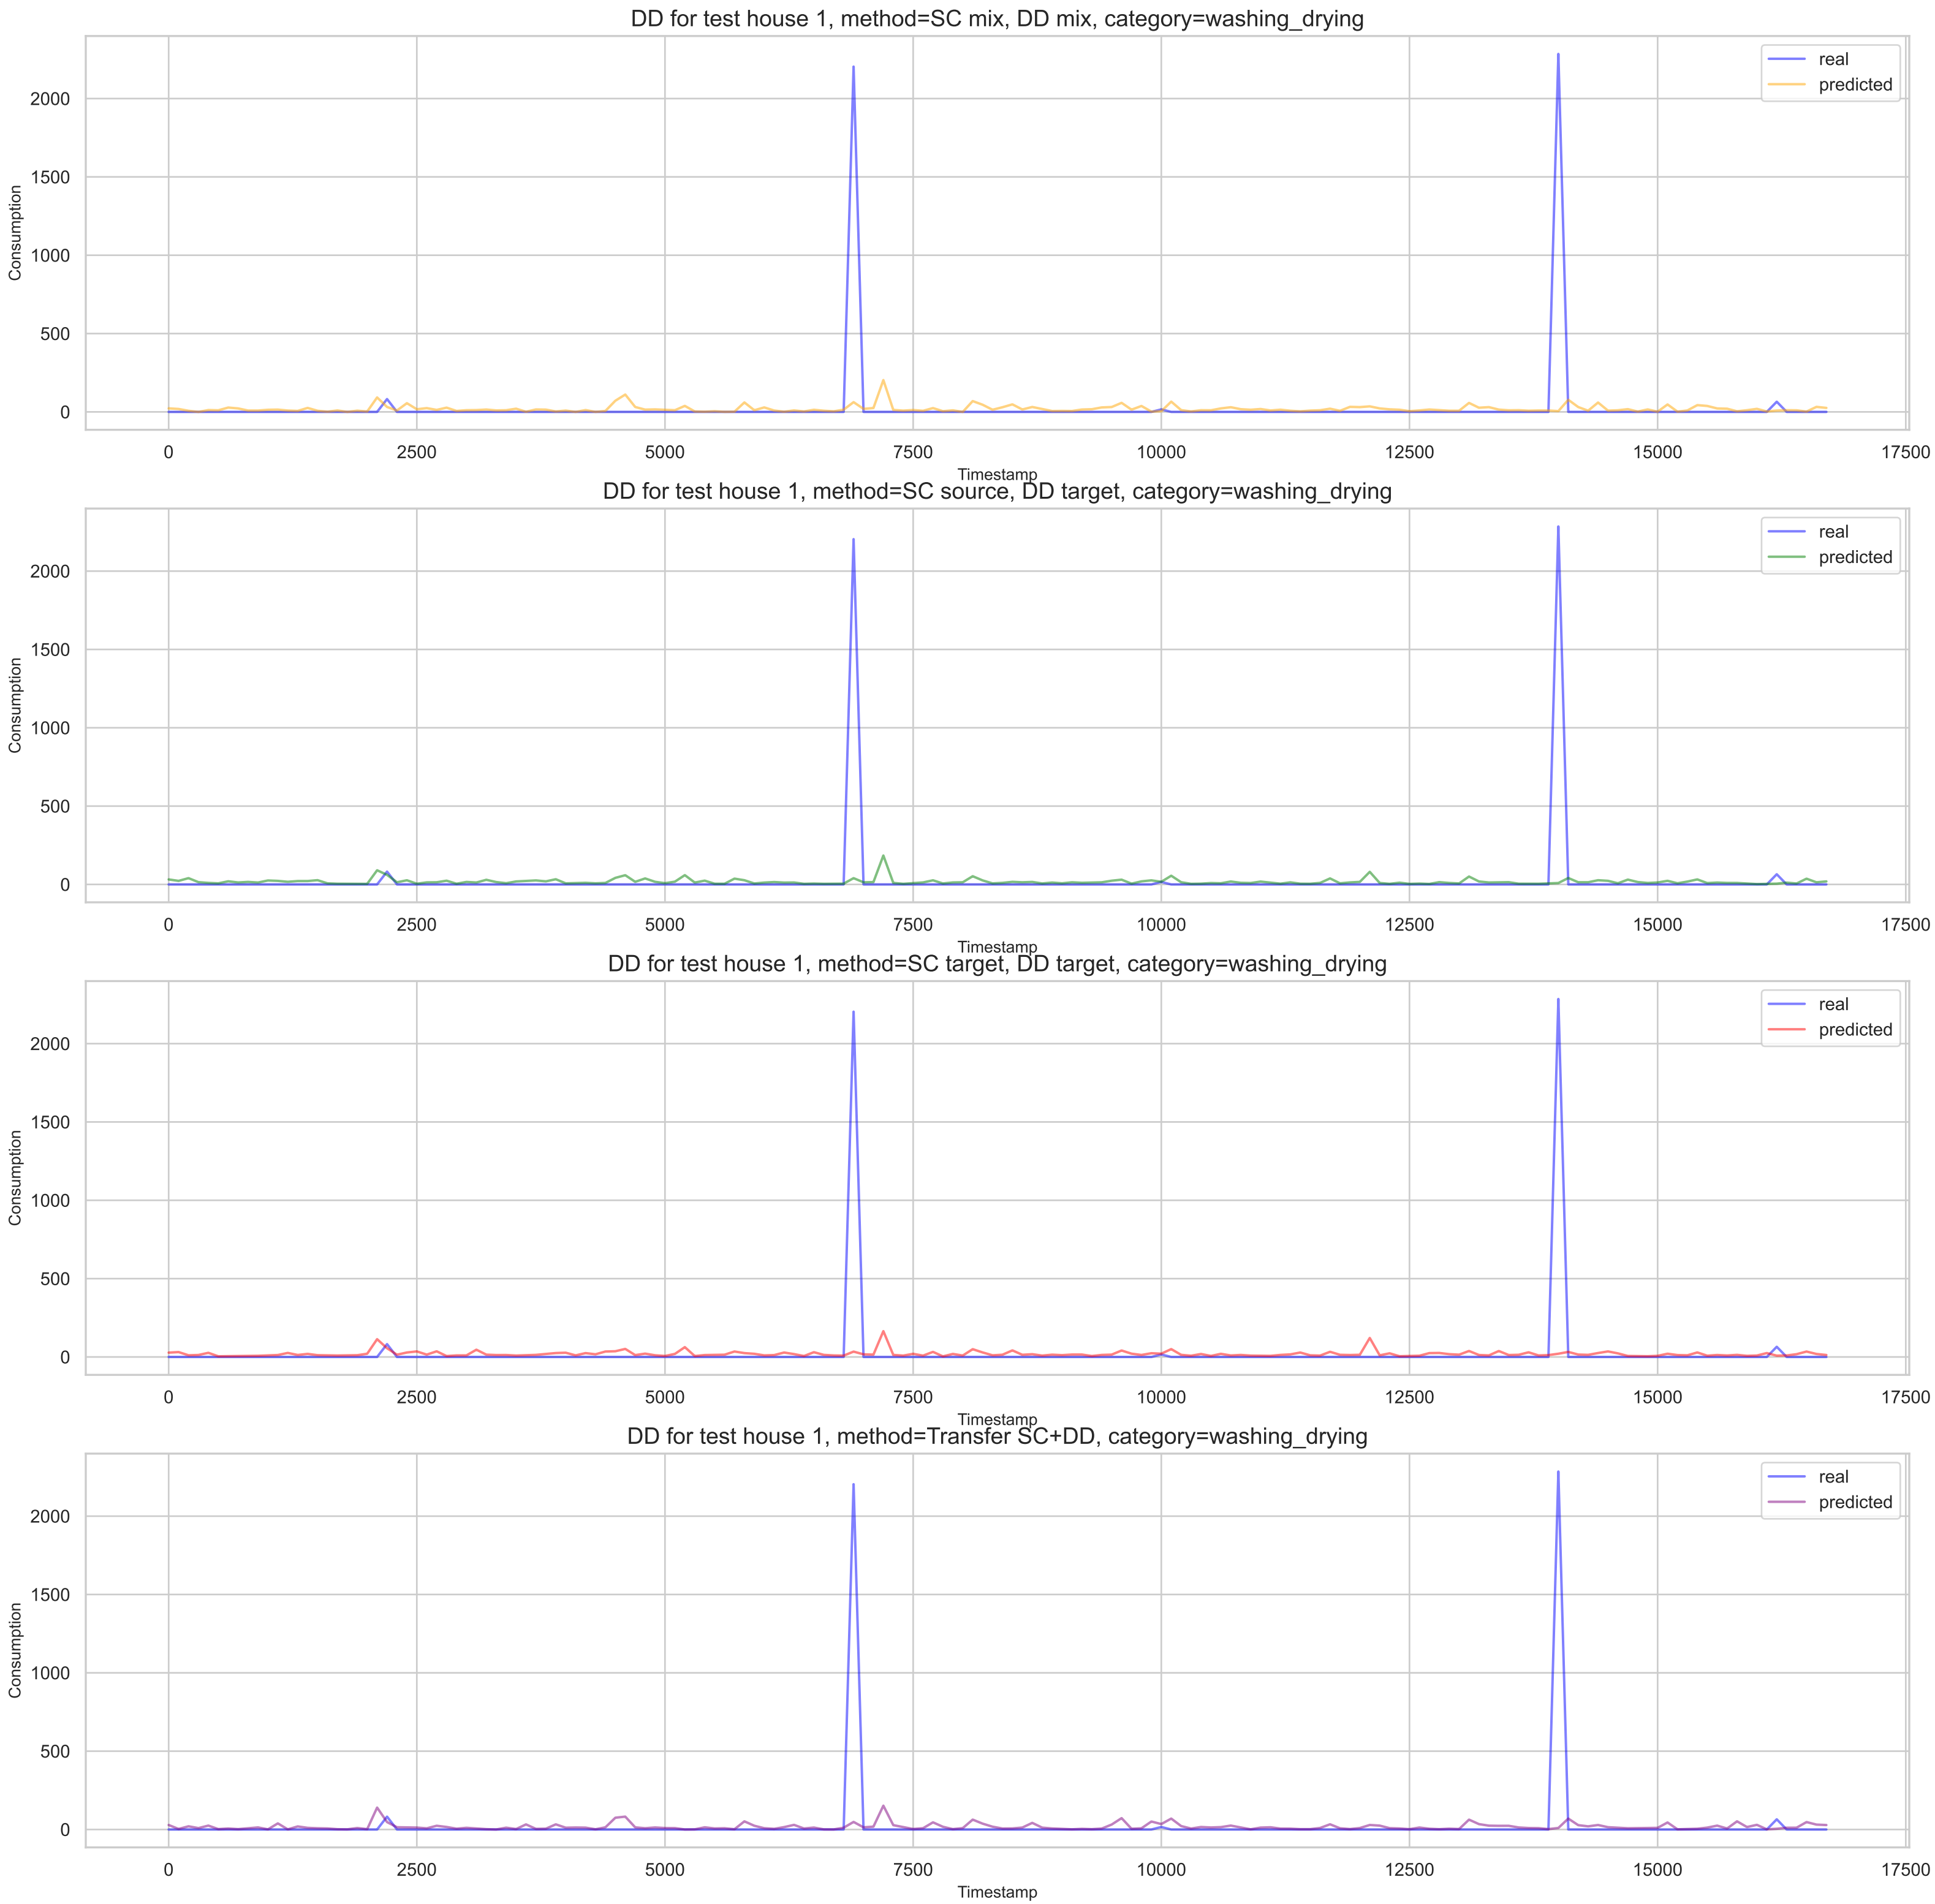 DD for test house 1, method=SC mix, DD mix, category=washing_drying
real
predicted
2000
1500
1000
500
0
Consumption
0 2500 5000 7500 10000 12500 15000 17500
Timestamp
DD for test house 1, method=SC source, DD target, category=washing_drying
real
predicted
2000
1500
1000
500
0
Consumption
0 2500 5000 7500 10000 12500 15000 17500
Timestamp
DD for test house 1, method=SC target, DD target, category=washing_drying
real
predicted
2000
1500
1000
500
0
Consumption
0 2500 5000 7500 10000 12500 15000 17500
Timestamp
DD for test house 1, method=Transfer SC+DD, category=washing_drying
real
predicted
2000
1500
1000
500
0
Consumption
0 2500 5000 7500 10000 12500 15000 17500
Timestamp